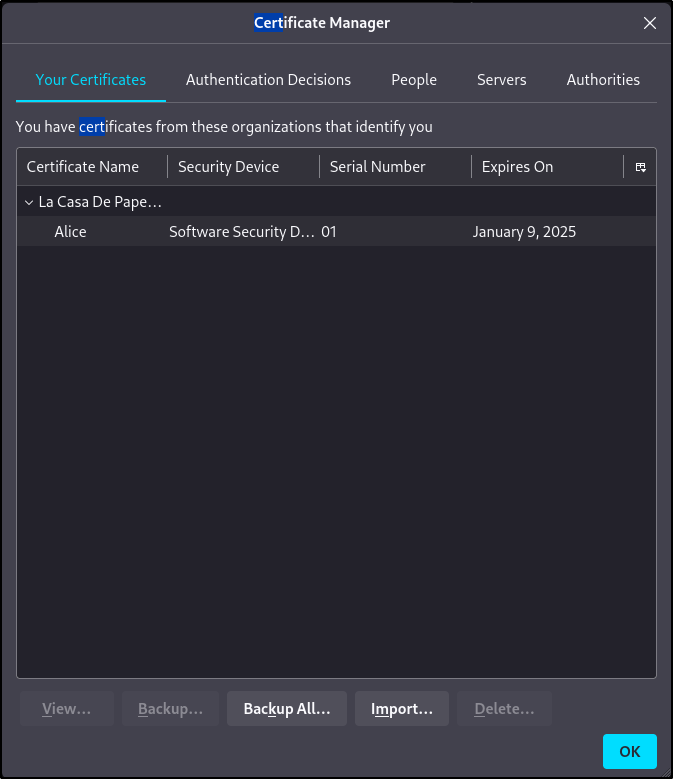 Certificate Manager
Your Certificates Authentication Decisions People Servers Authorities
You have certificates from these organizations that identify you
Certificate Name Security Device Serial Number Expires On
La Casa De Pape…
Alice Software Security D… 01 January 9, 2025
View… Backup… Backup All… Import… Delete…
OK